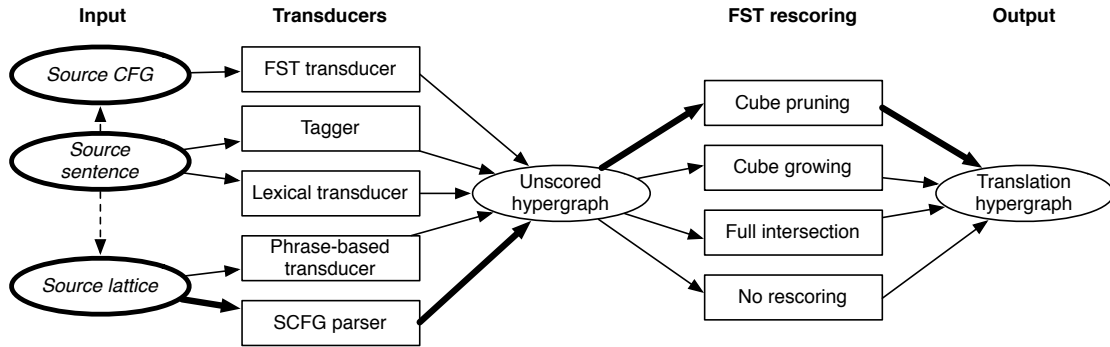 Input
Transducers
FST rescoring
Output
Source CFG
Source
sentence
Source lattice
FST transducer
Tagger
Lexical transducer
Phrase-based
transducer
SCFG parser
Unscored
hypergraph
Cube pruning
Cube growing
Full intersection
No rescoring
Translation
hypergraph